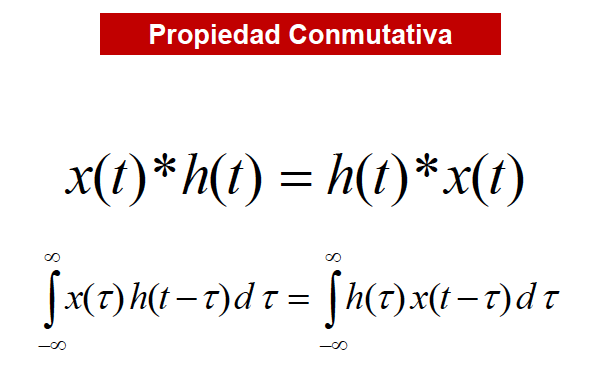 Propiedad Conmutativa
x(t)*h(t) = h(t)*x(t)
∫_{-∞}^{∞} x(τ)h(t−τ)dτ = ∫_{-∞}^{∞} h(τ)x(t−τ)dτ